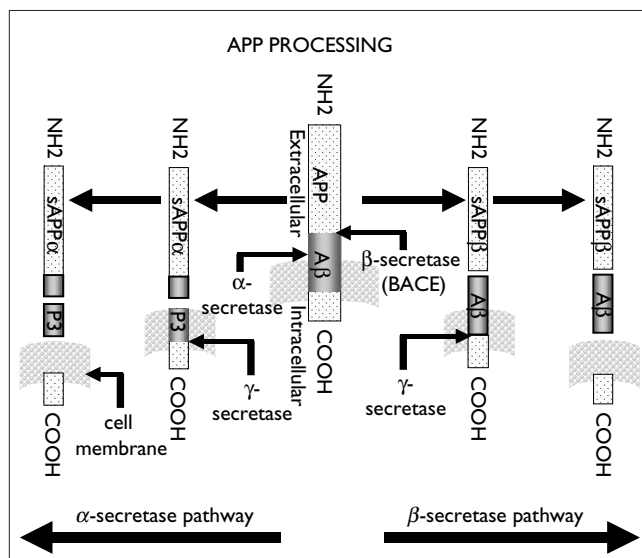 APP PROCESSING
NH2
sAPPα
P3
COOH
cell
membrane
NH2
sAPPα
P3
COOH
γ-
secretase
α-
secretase
NH2
Extracellular
APP
Aβ
Intracellular
COOH
β-secretase
(BACE)
NH2
sAPPβ
Aβ
COOH
γ-
secretase
NH2
sAPPβ
Aβ
COOH
α-secretase pathway
β-secretase pathway